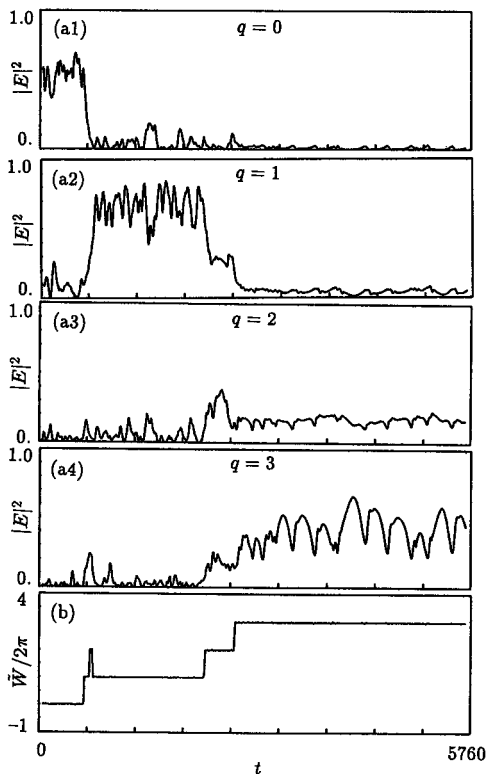 1.0
(a1) q = 0
|E|²
0.
1.0
(a2) q = 1
|E|²
0.
1.0
(a3) q = 2
|E|²
0.
1.0
(a4) q = 3
|E|²
0.
4
(b)
W̃/2π
−1
0 t 5760